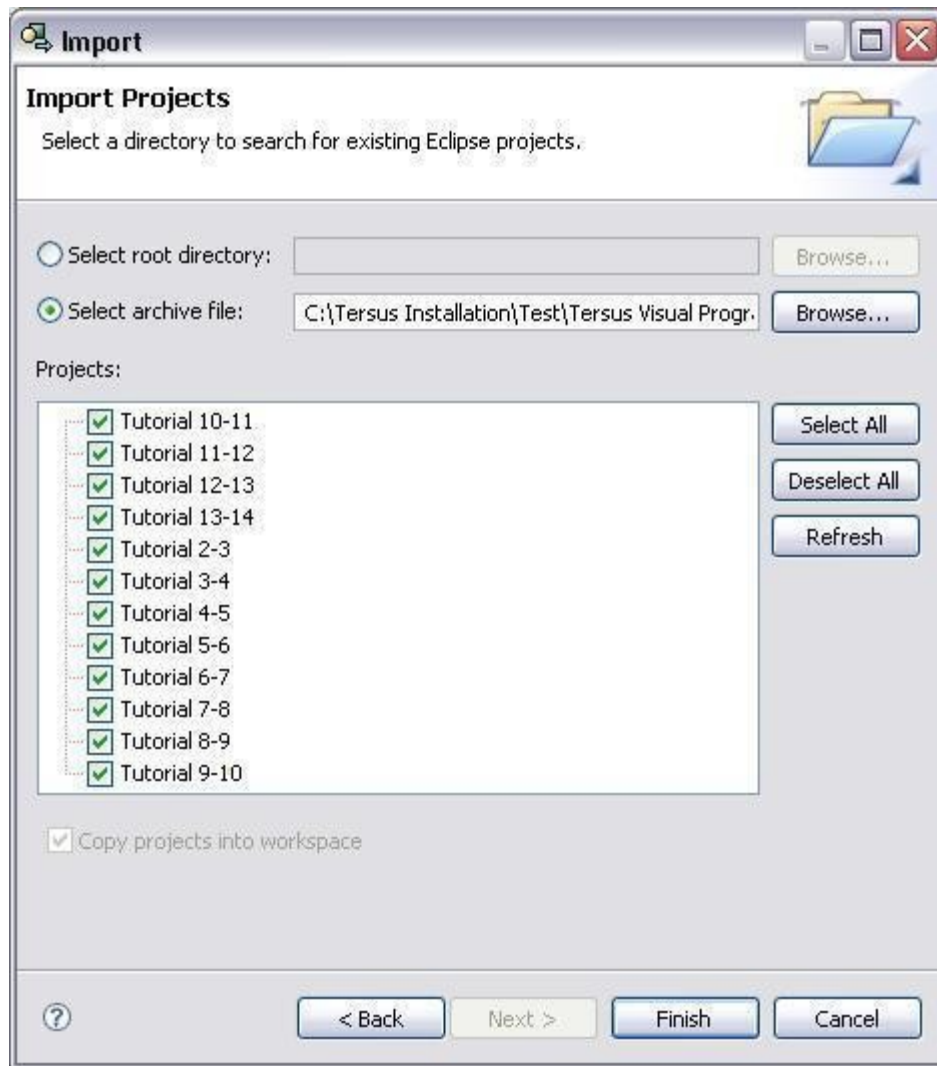 Import
Import Projects
Select a directory to search for existing Eclipse projects.
Select root directory: Browse...
Select archive file: C:\Tersus Installation\Test\Tersus Visual Progr. Browse...
Projects:
Tutorial 10-11
Tutorial 11-12
Tutorial 12-13
Tutorial 13-14
Tutorial 2-3
Tutorial 3-4
Tutorial 4-5
Tutorial 5-6
Tutorial 6-7
Tutorial 7-8
Tutorial 8-9
Tutorial 9-10
Select All
Deselect All
Refresh
Copy projects into workspace
? < Back Next > Finish Cancel